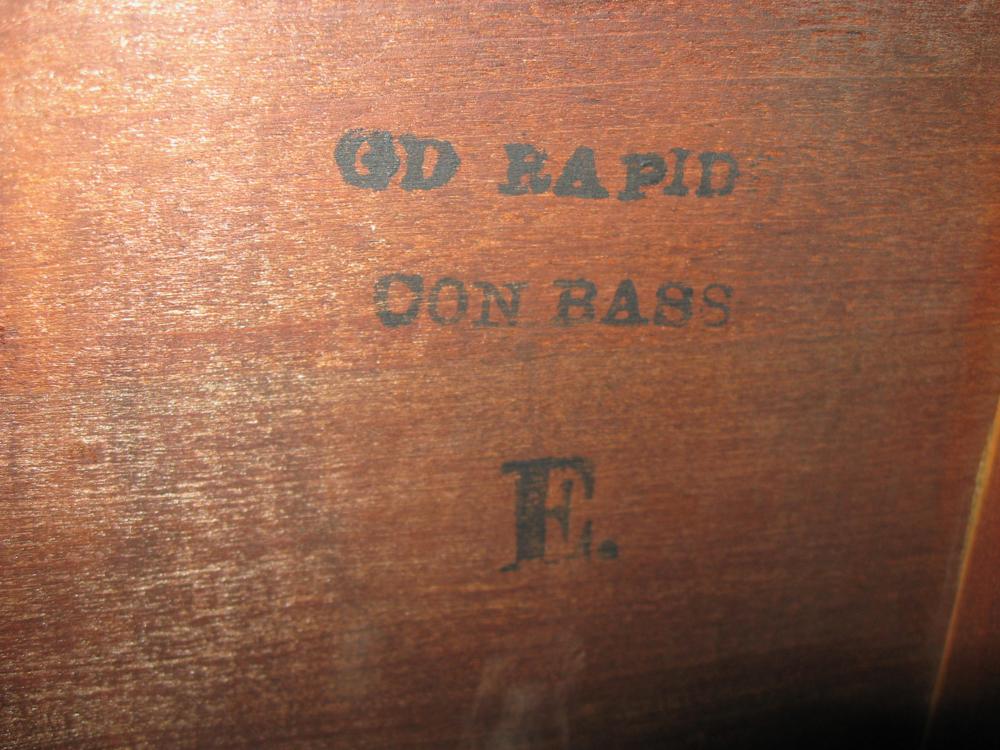 GD RAPID
CON BASS
E.